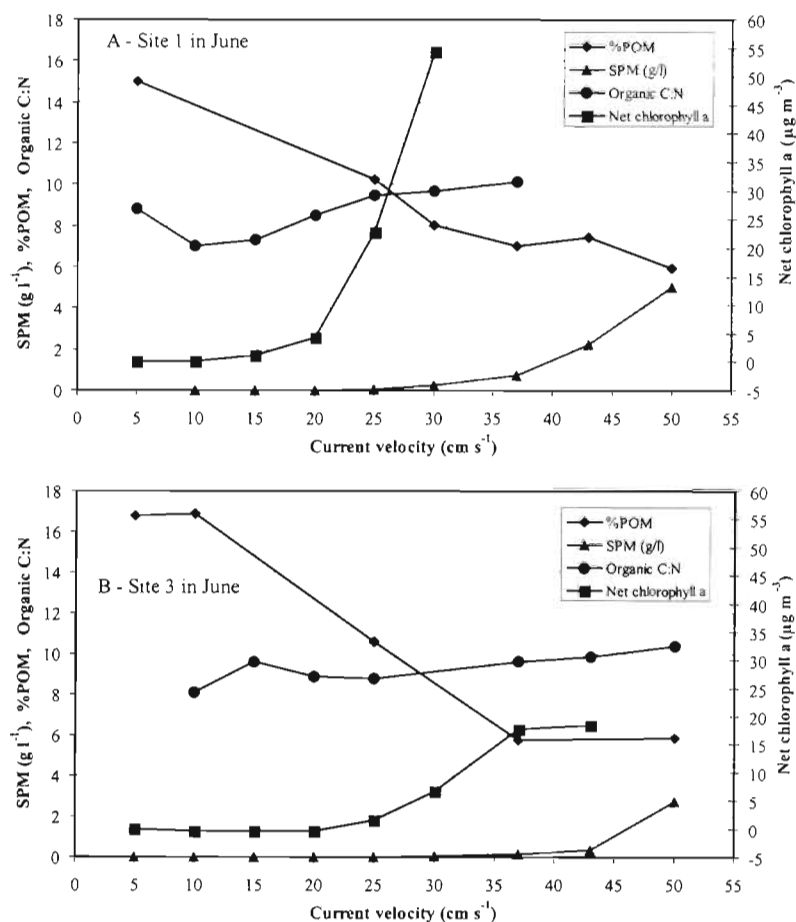 A - Site 1 in June
%POM
SPM (g/l)
Organic C:N
Net chlorophyll a
SPM (g l⁻¹), %POM, Organic C:N
Net chlorophyll a (µg m⁻³)
18
16
14
12
10
8
6
4
2
0
60
55
50
45
40
35
30
25
20
15
10
5
0
-5
0 5 10 15 20 25 30 35 40 45 50 55
Current velocity (cm s⁻¹)
B - Site 3 in June
%POM
SPM (g/l)
Organic C:N
Net chlorophyll a
SPM (g l⁻¹), %POM, Organic C:N
Net chlorophyll a (µg m⁻³)
18
16
14
12
10
8
6
4
2
0
60
55
50
45
40
35
30
25
20
15
10
5
0
-5
0 5 10 15 20 25 30 35 40 45 50 55
Current velocity (cm s⁻¹)